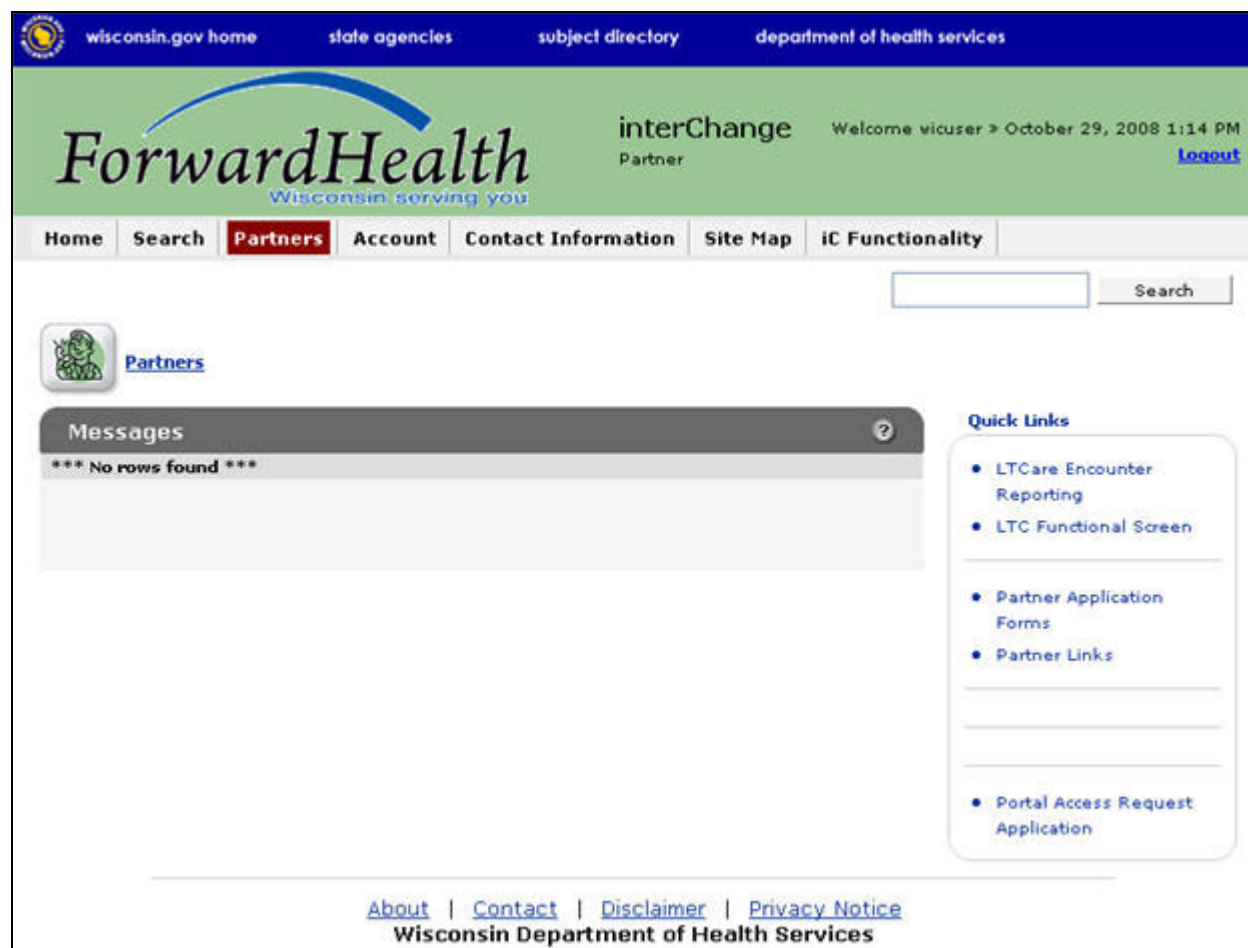 wisconsin.gov home state agencies subject directory department of health services
ForwardHealth
Wisconsin serving you
interChange
Partner
Welcome vicuser » October 29, 2008 1:14 PM
Logout
Home Search Partners Account Contact Information Site Map iC Functionality
Search
Partners
Messages ?
*** No rows found ***
Quick Links
LTCare Encounter
Reporting
LTC Functional Screen
Partner Application
Forms
Partner Links
Portal Access Request
Application
About | Contact | Disclaimer | Privacy Notice
Wisconsin Department of Health Services